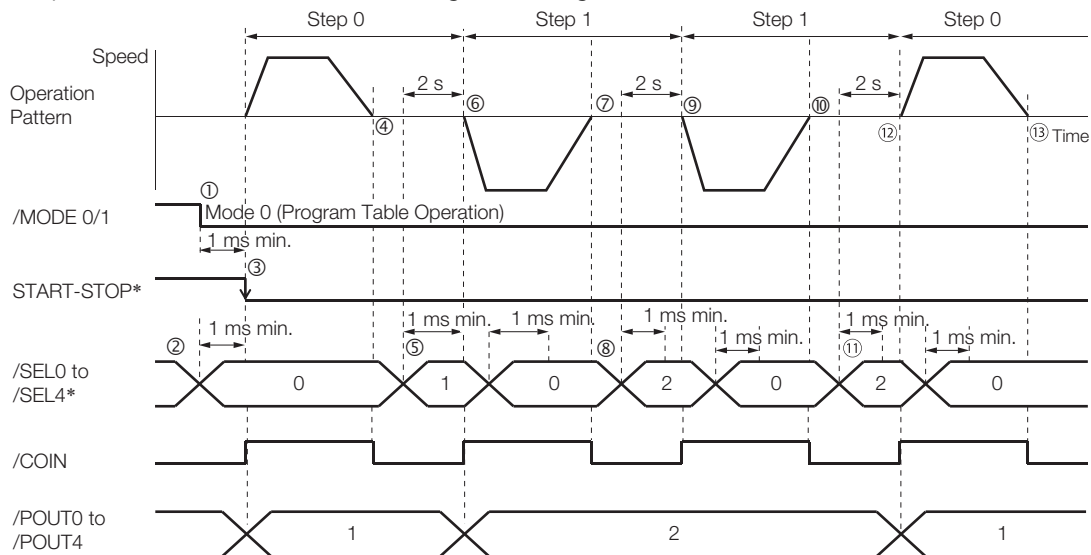 Step 0 Step 1 Step 1 Step 0
Speed
2 s 2 s 2 s
Operation
Pattern
⑥ ⑦ ⑨ ⑩
④ ⑫ ⑬ Time
①
/MODE 0/1 Mode 0 (Program Table Operation)
1 ms min.
③
START-STOP*
1 ms min. 1 ms min. 1 ms min. 1 ms min. 1 ms min. 1 ms min. 1 ms min.
② ⑤ ⑧ ⑪
/SEL0 to
/SEL4*
0 1 0 2 0 2 0
/COIN
/POUT0 to
/POUT4
1 2 1